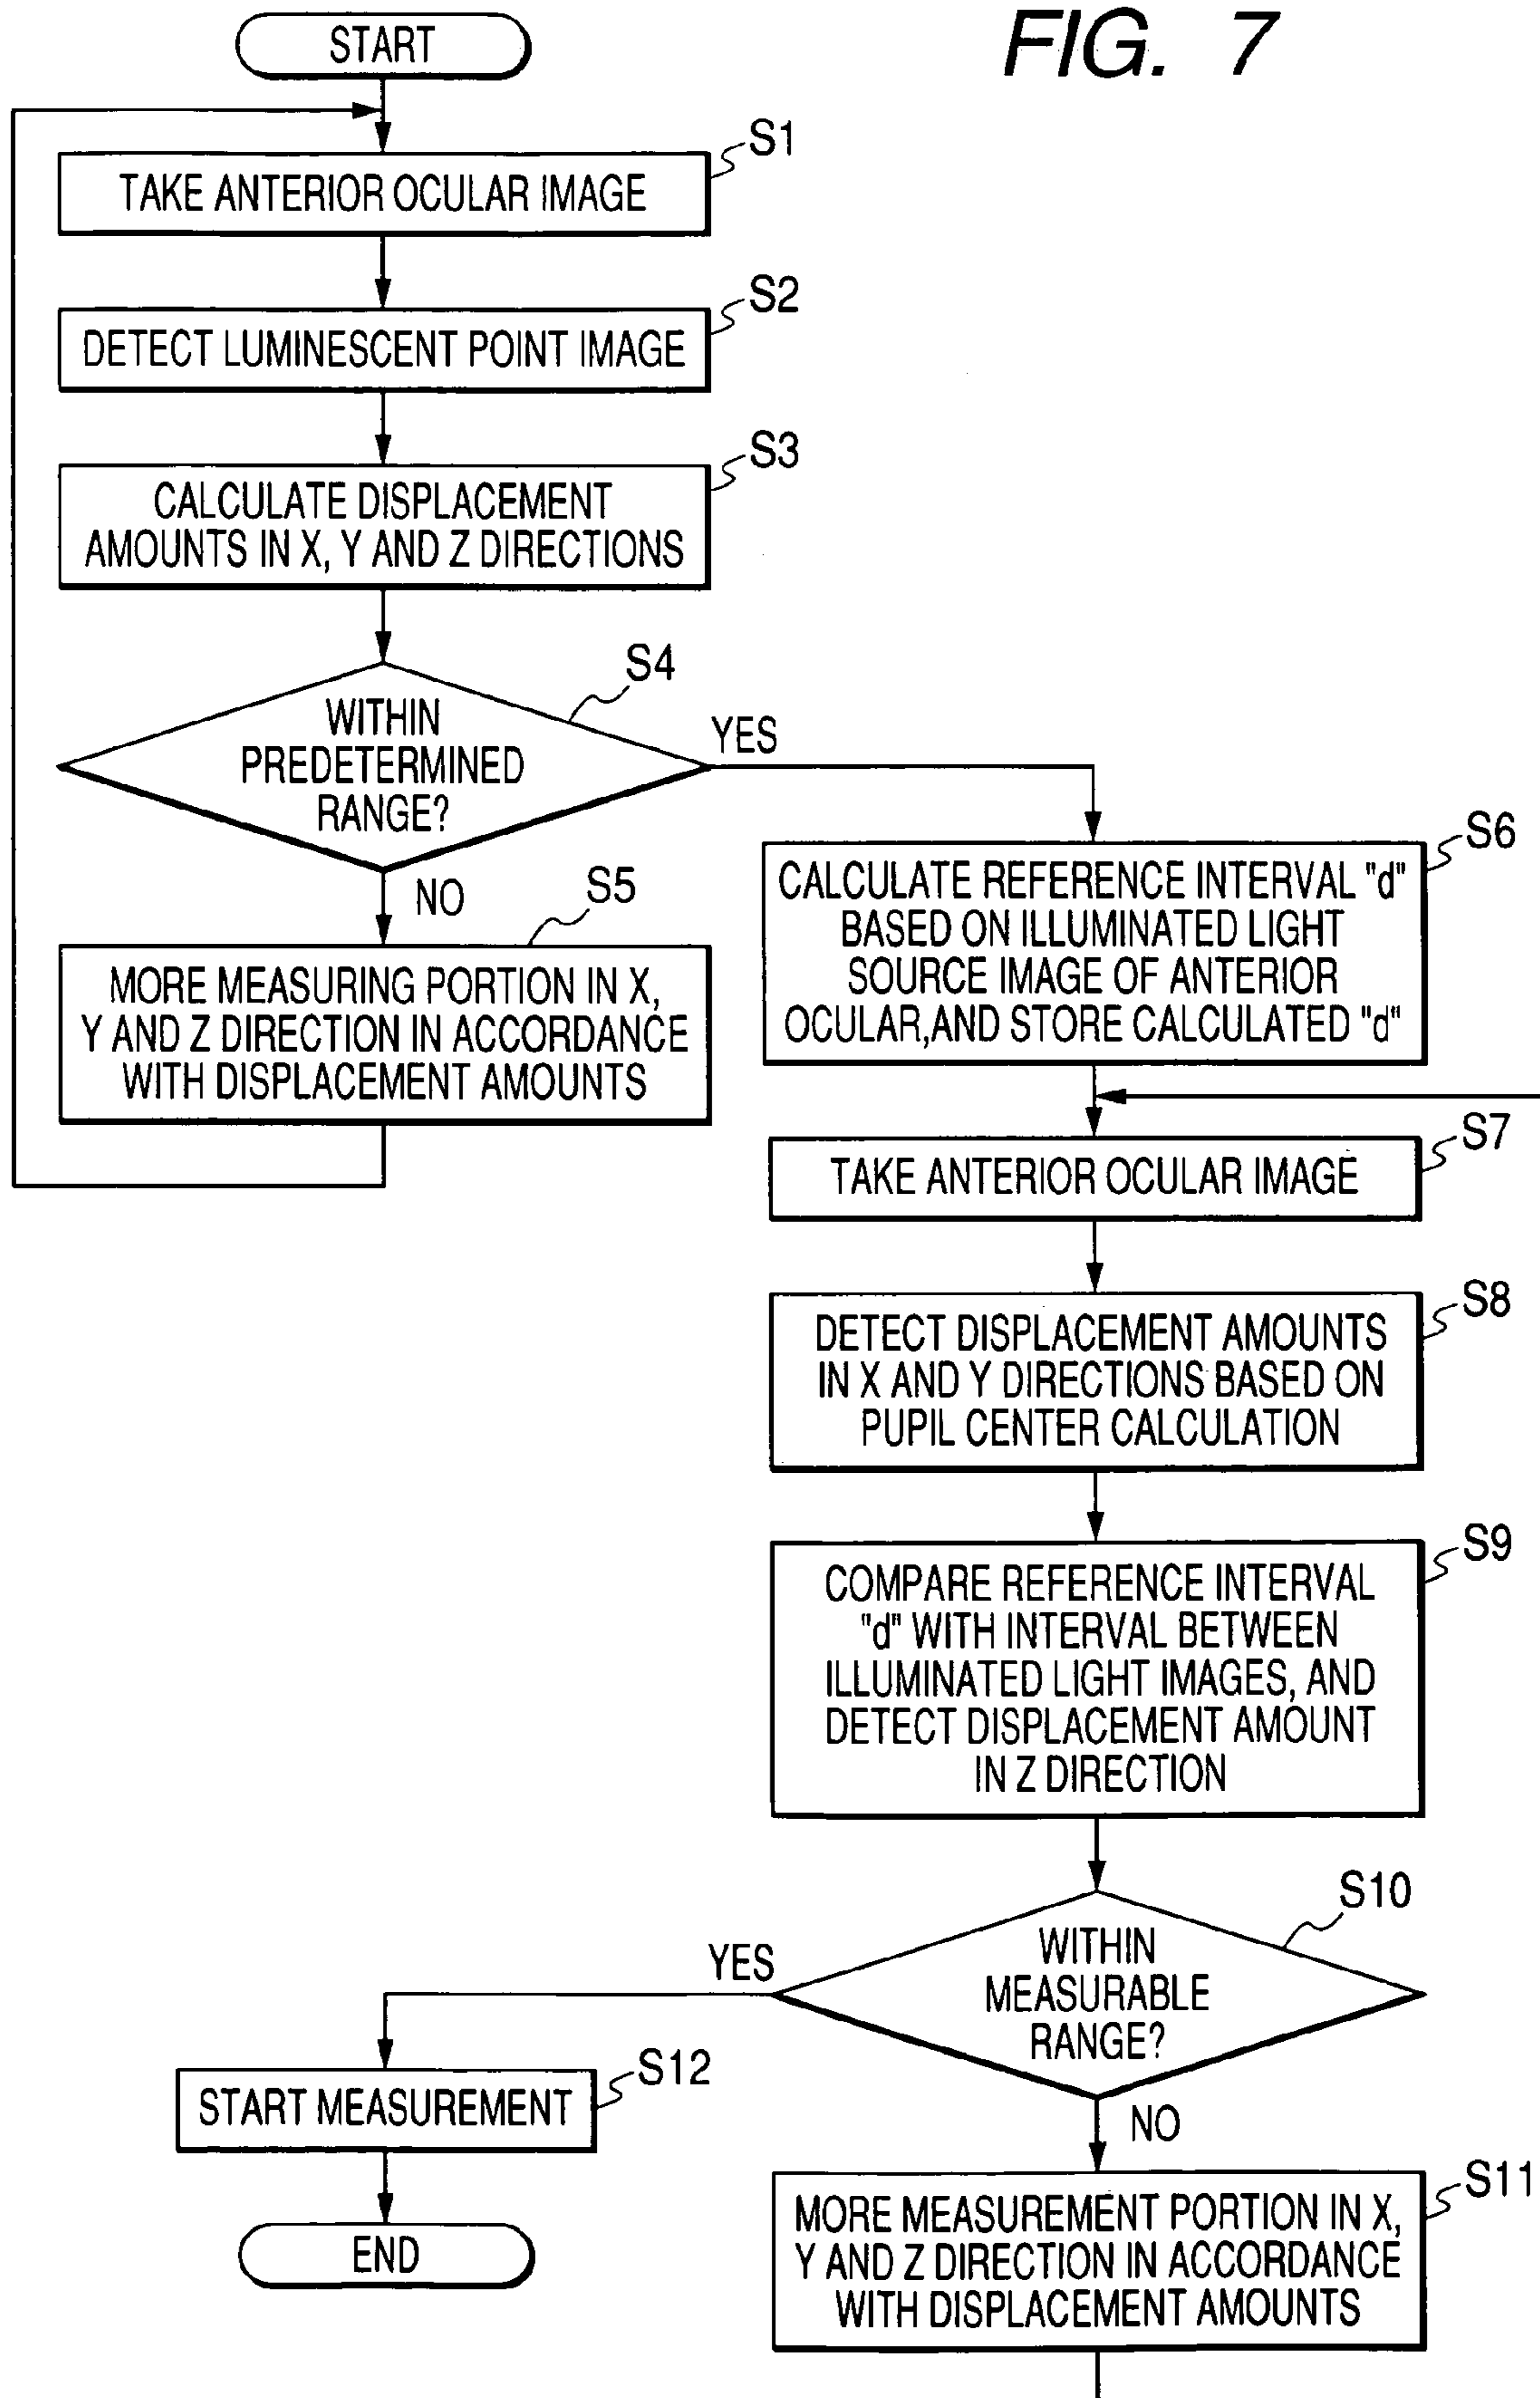 FIG. 7
START
S1
TAKE ANTERIOR OCULAR IMAGE
S2
DETECT LUMINESCENT POINT IMAGE
S3
CALCULATE DISPLACEMENT
AMOUNTS IN X, Y AND Z DIRECTIONS
S4
WITHIN
PREDETERMINED
RANGE?
YES
NO
S5
MORE MEASURING PORTION IN X,
Y AND Z DIRECTION IN ACCORDANCE
WITH DISPLACEMENT AMOUNTS
S6
CALCULATE REFERENCE INTERVAL "d"
BASED ON ILLUMINATED LIGHT
SOURCE IMAGE OF ANTERIOR
OCULAR,AND STORE CALCULATED "d"
S7
TAKE ANTERIOR OCULAR IMAGE
S8
DETECT DISPLACEMENT AMOUNTS
IN X AND Y DIRECTIONS BASED ON
PUPIL CENTER CALCULATION
S9
COMPARE REFERENCE INTERVAL
"d" WITH INTERVAL BETWEEN
ILLUMINATED LIGHT IMAGES, AND
DETECT DISPLACEMENT AMOUNT
IN Z DIRECTION
S10
WITHIN
MEASURABLE
RANGE?
YES
NO
S12
START MEASUREMENT
END
S11
MORE MEASUREMENT PORTION IN X,
Y AND Z DIRECTION IN ACCORDANCE
WITH DISPLACEMENT AMOUNTS